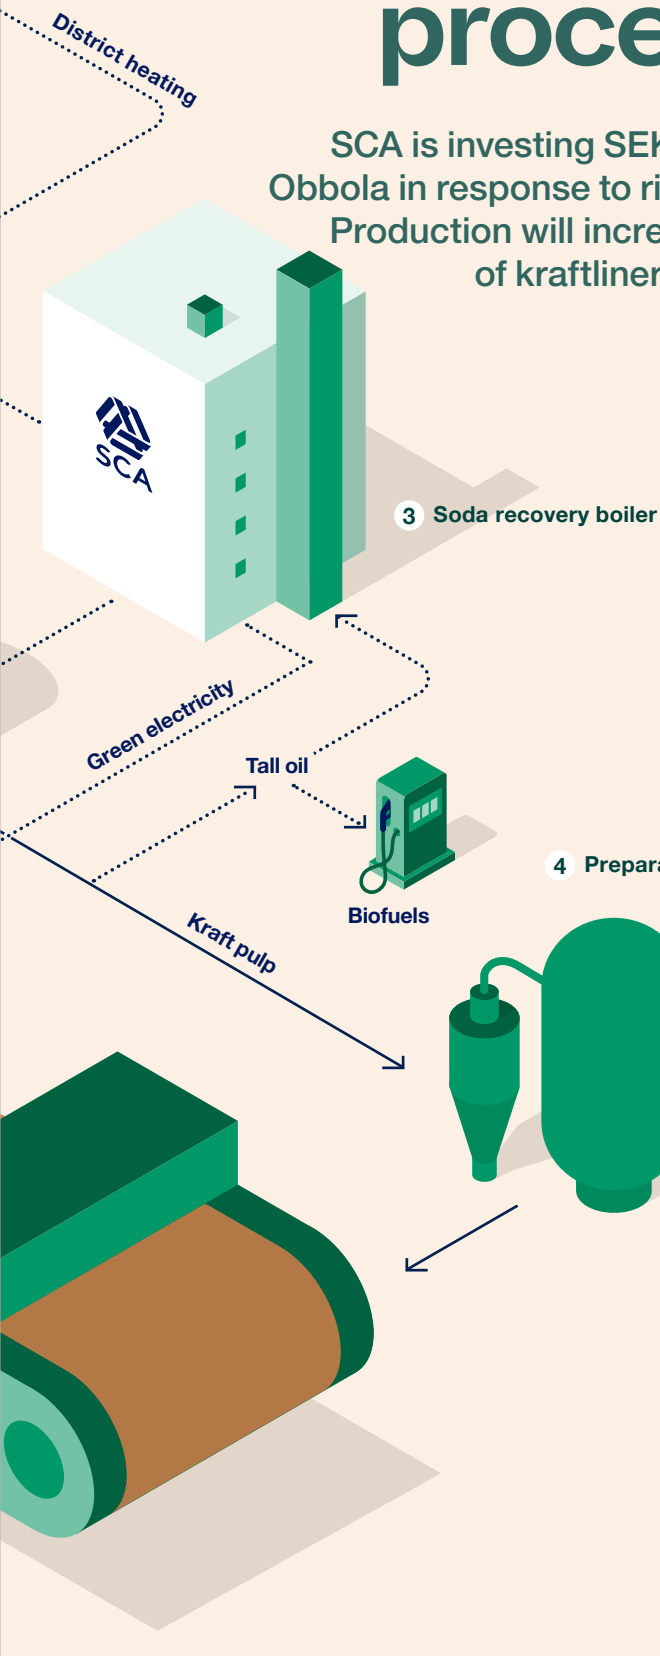 District heating
proce
SCA is investing SEK
Obbola in response to ri
Production will incre
of kraftliner
SCA
3 Soda recovery boiler
Green electricity
Tall oil
Biofuels
4 Prepara
Kraft pulp